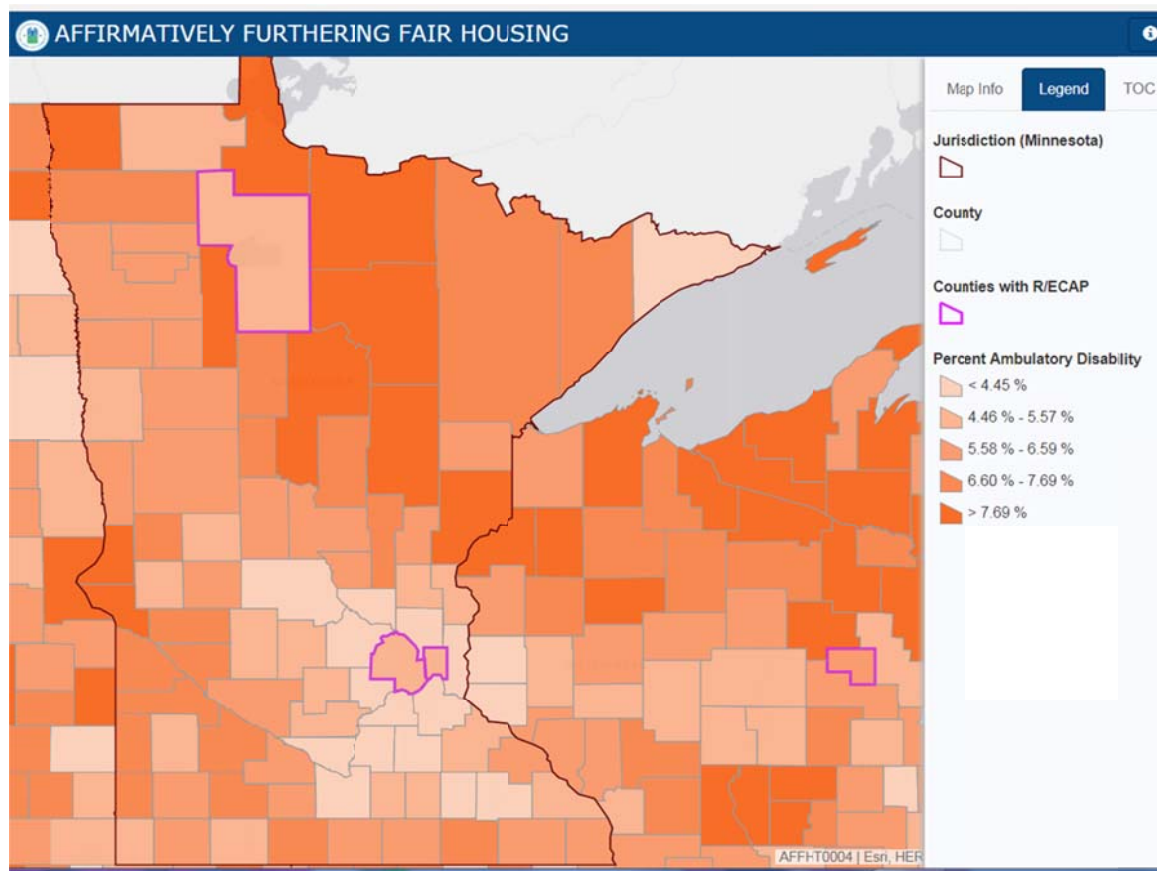 AFFIRMATIVELY FURTHERING FAIR HOUSING
Map Info
Legend
TOC
Jurisdiction (Minnesota)
County
Counties with R/ECAP
Percent Ambulatory Disability
< 4.45 %
4.46 % - 5.57 %
5.58 % - 6.59 %
6.60 % - 7.69 %
> 7.69 %
AFFHT0004 | Esri, HER